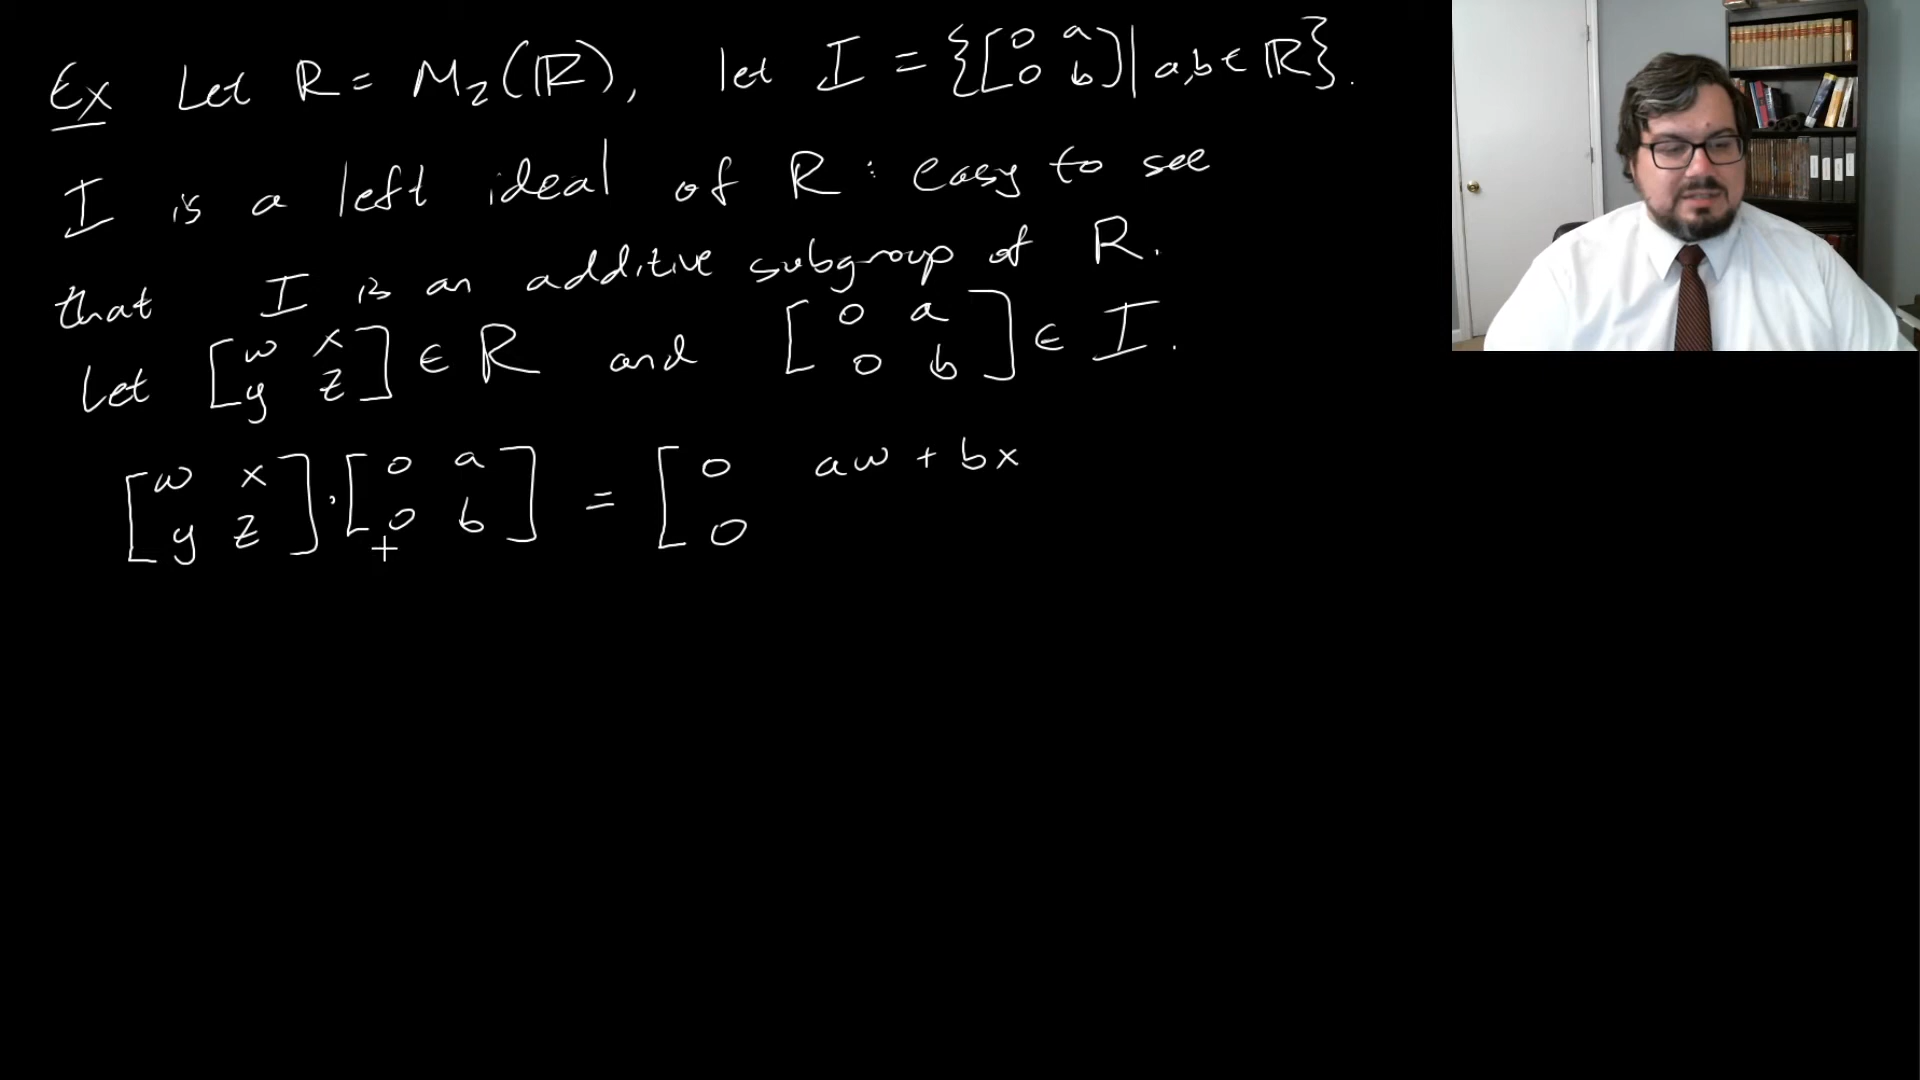 Ex Let R = M₂(ℝ), let I = {[0 a; 0 b] | a,b ∈ ℝ}.
I is a left ideal of R: easy to see
that I is an additive subgroup of R.
Let [w x; y z] ∈ R and [0 a; 0 b] ∈ I.
[w x; y z] · [0 a; 0 b] = [0 aw + bx; 0